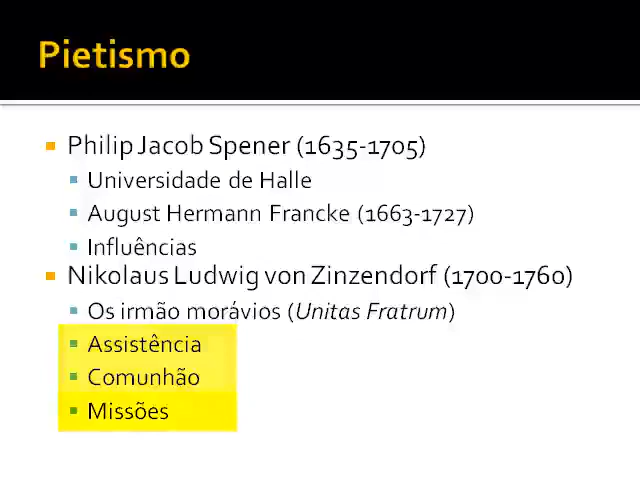 Pietismo
Philip Jacob Spener (1635-1705)
Universidade de Halle
August Hermann Francke (1663-1727)
Influências
Nikolaus Ludwig von Zinzendorf (1700-1760)
Os irmão morávios (Unitas Fratrum)
Assistência
Comunhão
Missões